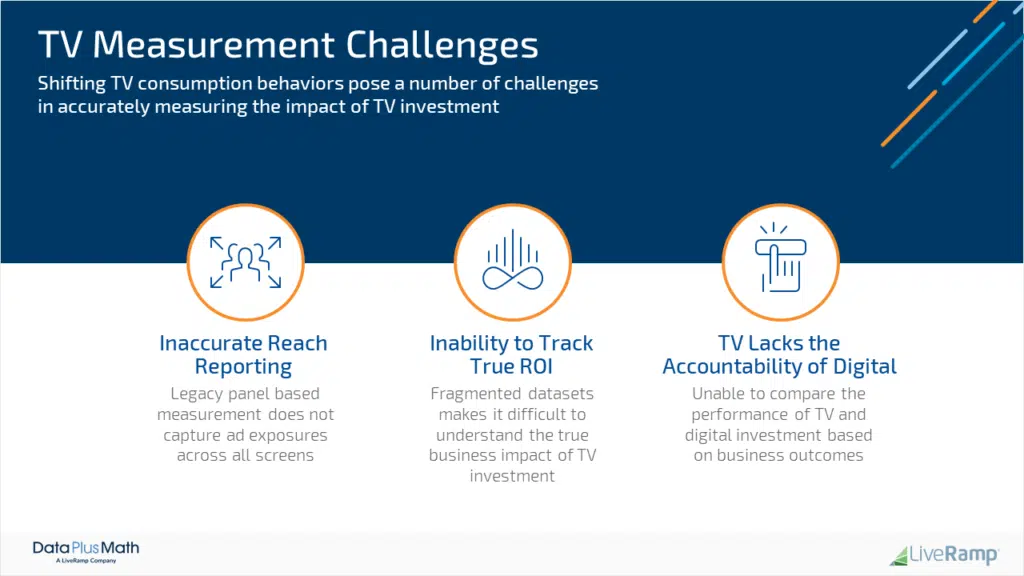 TV Measurement Challenges
Shifting TV consumption behaviors pose a number of challenges
in accurately measuring the impact of TV investment
Inaccurate Reach
Reporting
Legacy panel based
measurement does not
capture ad exposures
across all screens
Inability to Track
True ROI
Fragmented datasets
makes it difficult to
understand the true
business impact of TV
investment
TV Lacks the
Accountability of Digital
Unable to compare the
performance of TV and
digital investment based
on business outcomes
DataPlusMath
A LiveRamp Company
LiveRamp